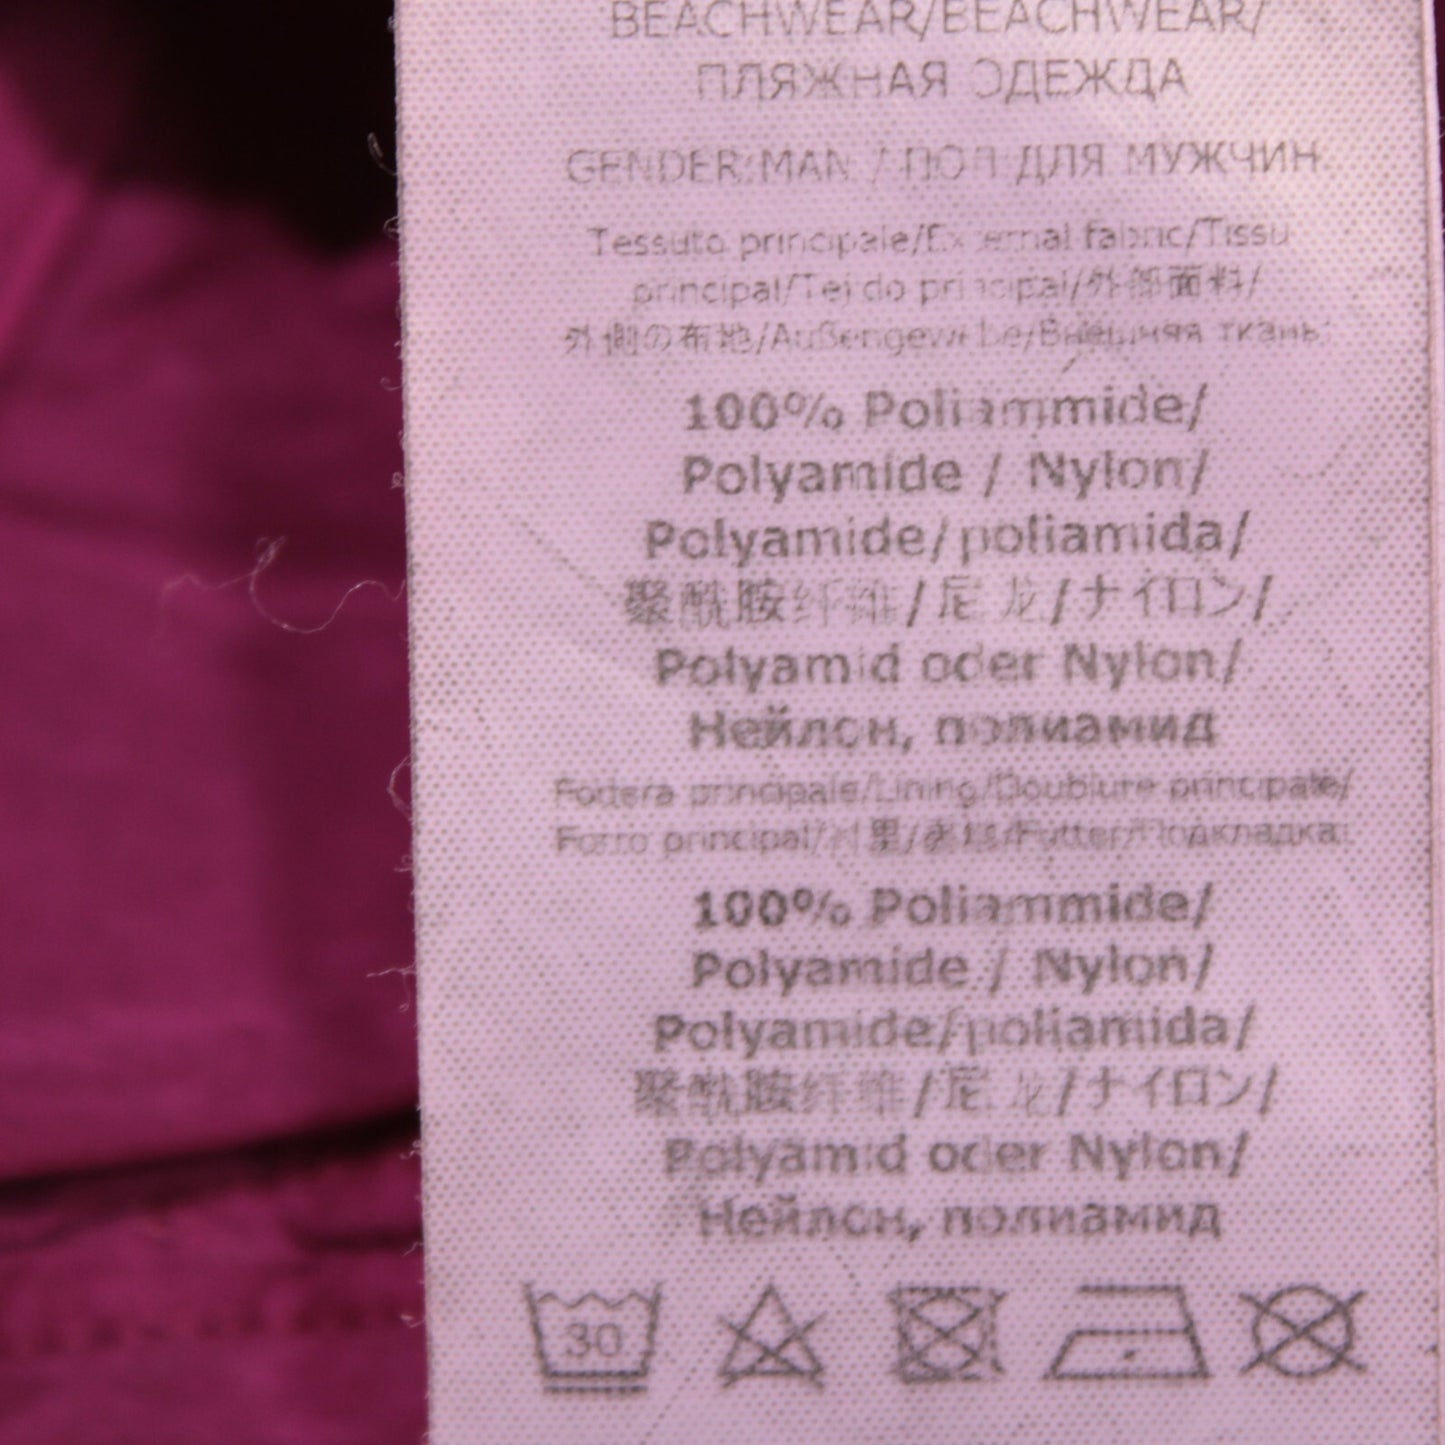 BEACHWEAR/BEACHWEAR/
ПЛЯЖНАЯ ОДЕЖДА
GENDER:MAN / ПОЛ:ДЛЯ МУЖЧИН
Tessuto principale/External fabric/Tissu
principal/Tejido principal/外部面料/
外側の布地/Außengewebe/Внешняя ткань:
100% Poliammide/
Polyamide / Nylon/
Polyamide/poliamida/
聚酰胺纤维/尼龙/ナイロン/
Polyamid oder Nylon/
Нейлон, полиамид
Fodera principale/Lining/Doublure principale/
Forro principal/衬里/裏地/Futter/Подкладка:
100% Poliammide/
Polyamide / Nylon/
Polyamide/poliamida/
聚酰胺纤维/尼龙/ナイロン/
Polyamid oder Nylon/
Нейлон, полиамид
30